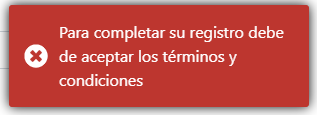 Para completar su registro debe
de aceptar los términos y
condiciones